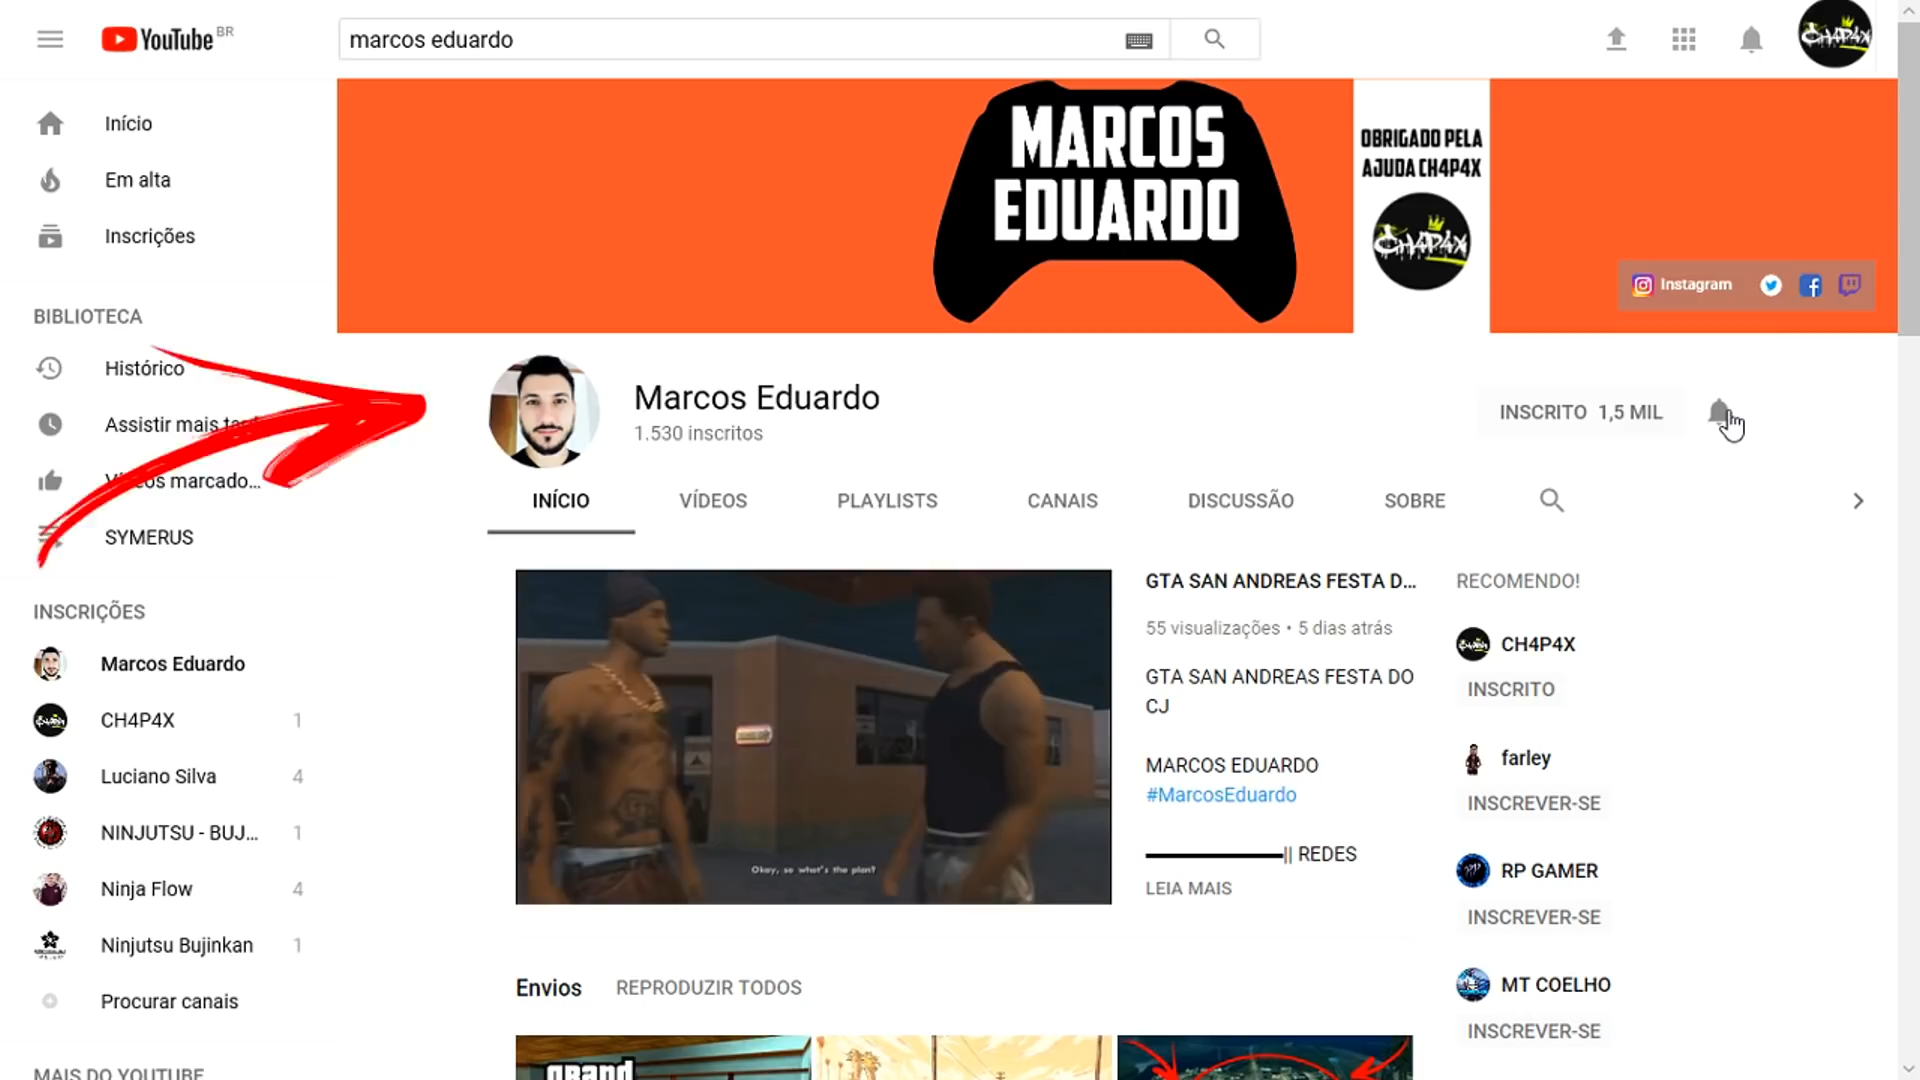 YouTube BR
marcos eduardo
CH4P4X
Início
Em alta
Inscrições
BIBLIOTECA
Histórico
Assistir mais
marcado...
SYMERUS
INSCRIÇÕES
Marcos Eduardo
CH4P4X 1
Luciano Silva 4
NINJUTSU - BUJ... 1
Ninja Flow 4
Ninjutsu Bujinkan 1
Procurar canais
MAIS DO YOUTUBE
MARCOS
EDUARDO
OBRIGADO PELA
AJUDA CH4P4X
CH4P4X
Instagram
Marcos Eduardo
1.530 inscritos
INSCRITO 1,5 MIL
INÍCIO
VÍDEOS
PLAYLISTS
CANAIS
DISCUSSÃO
SOBRE
Okay, so what's the plan?
GTA SAN ANDREAS FESTA D...
55 visualizações • 5 dias atrás
GTA SAN ANDREAS FESTA DO
CJ
MARCOS EDUARDO
#MarcosEduardo
|| REDES
LEIA MAIS
RECOMENDO!
CH4P4X
INSCRITO
farley
INSCREVER-SE
RP GAMER
INSCREVER-SE
MT COELHO
INSCREVER-SE
Envios
REPRODUZIR TODOS
grand